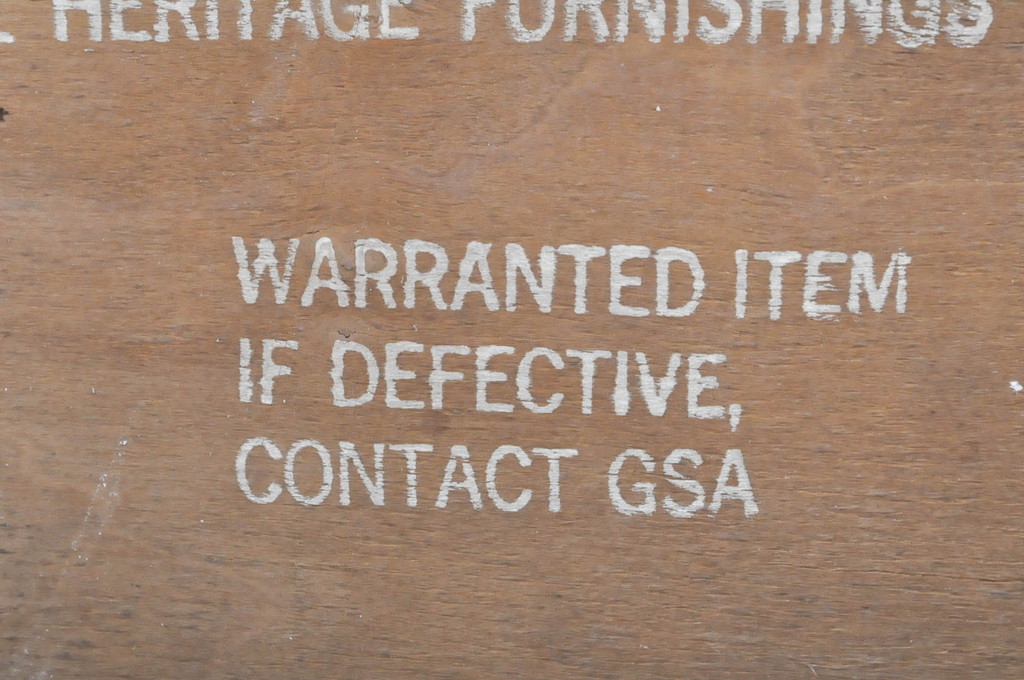 HERITAGE FURNISHINGS
WARRANTED ITEM
IF DEFECTIVE,
CONTACT GSA